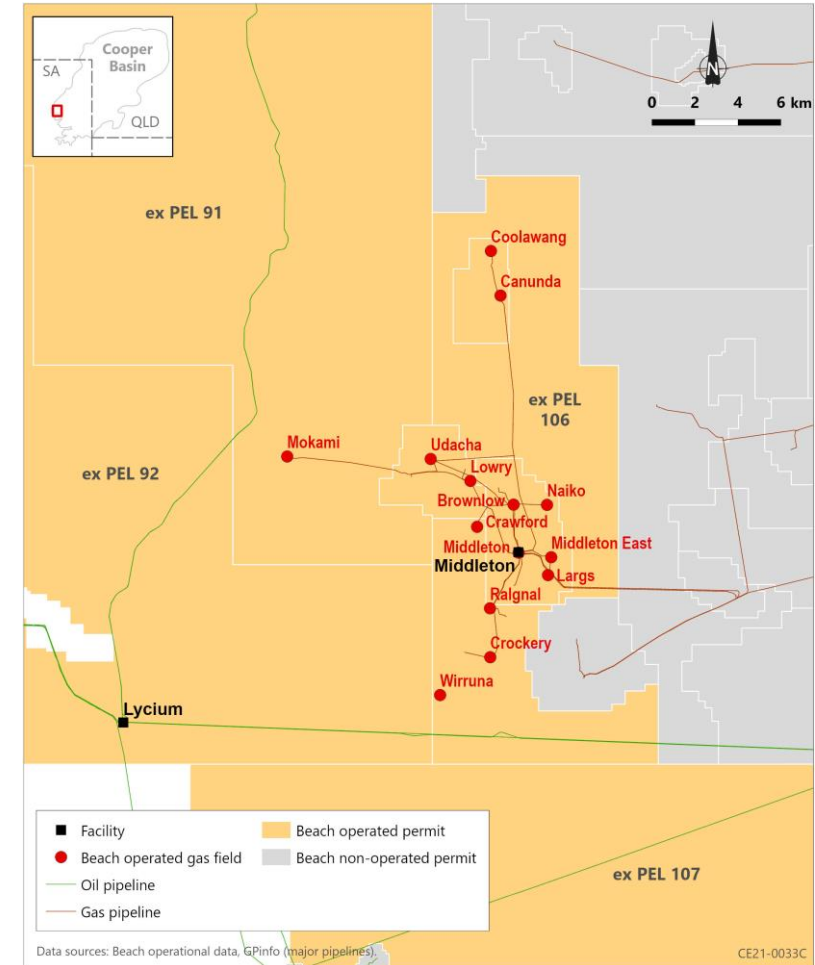 Cooper
Basin
SA
QLD
N
0 2 4 6 km
ex PEL 91
Coolawang
Canunda
ex PEL
106
Mokami
Udacha
ex PEL 92
Lowry
Brownlow
Naiko
Crawford
Middleton
Middleton East
Middleton
Largs
Ralgnal
Crockery
Wirruna
Lycium
Facility
Beach operated permit
Beach operated gas field
Beach non-operated permit
Oil pipeline
Gas pipeline
ex PEL 107
Data sources: Beach operational data, GPinfo (major pipelines).
CE21-0033C